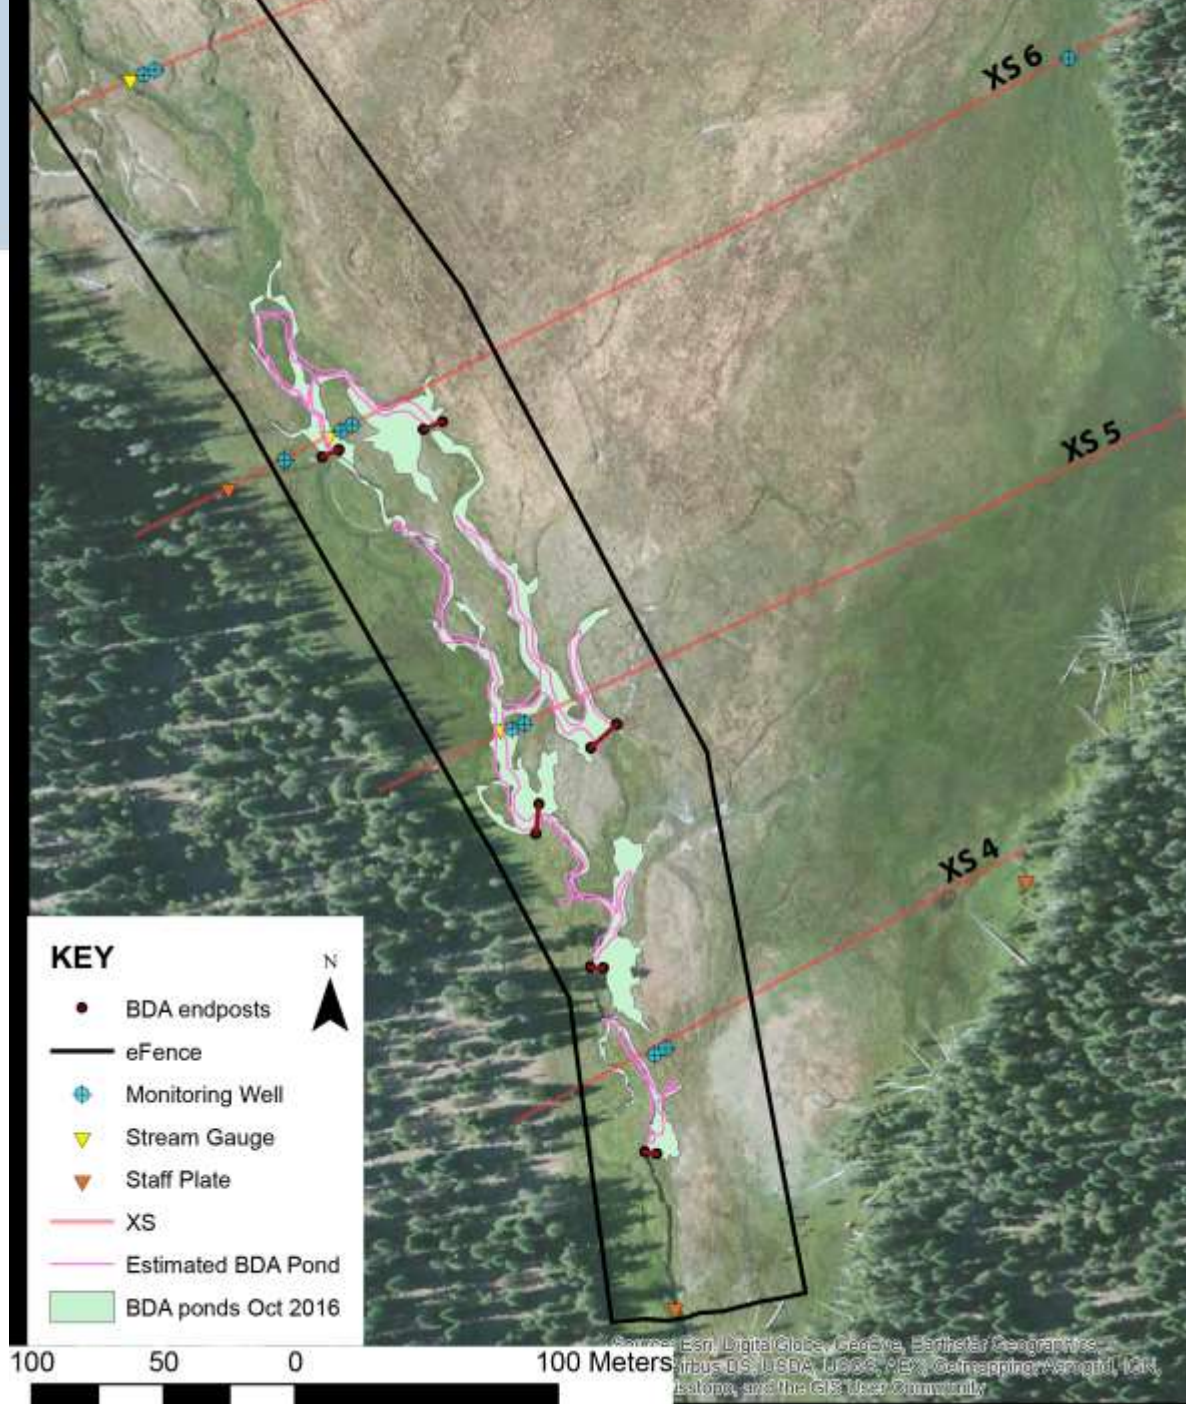 XS 6
XS 5
XS 4
KEY
N
BDA endposts
eFence
Monitoring Well
Stream Gauge
Staff Plate
XS
Estimated BDA Pond
BDA ponds Oct 2016
100 50 0 100 Meters
Source: Esri, DigitalGlobe, GeoEye, Earthstar Geographics,
USDA, USGS, AEX, Getmapping, Aerogrid, IGN,
and the GIS User Community